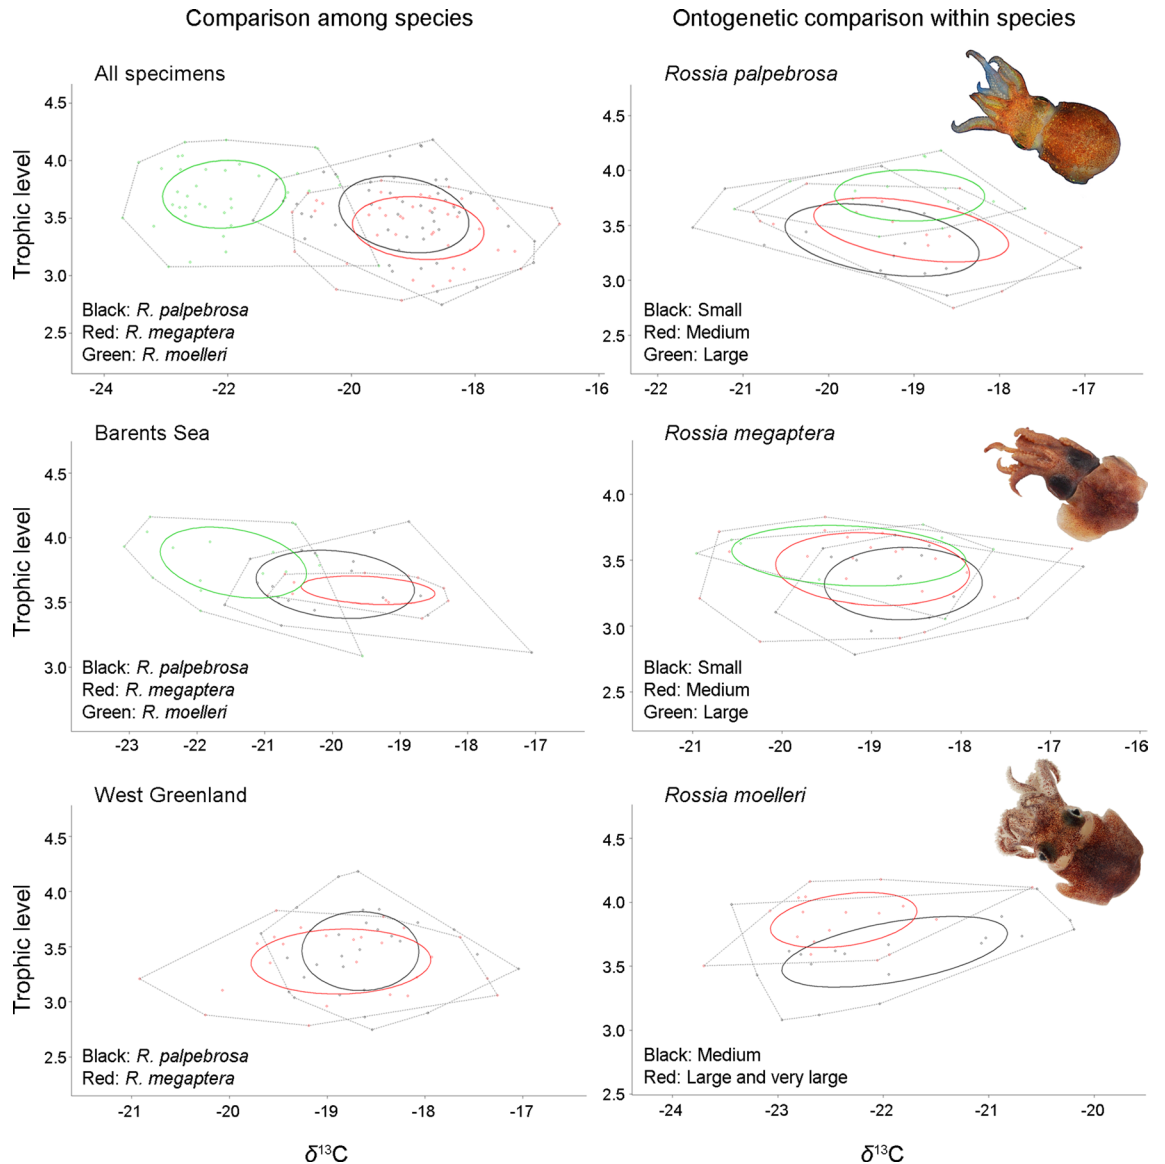 Comparison among species
Ontogenetic comparison within species
All specimens
Trophic level
4.5
4.0
3.5
3.0
2.5
Black: R. palpebrosa
Red: R. megaptera
Green: R. moelleri
-24 -22 -20 -18 -16
Rossia palpebrosa
4.5
4.0
3.5
3.0
2.5
Black: Small
Red: Medium
Green: Large
-22 -21 -20 -19 -18 -17
Barents Sea
Trophic level
4.5
4.0
3.5
3.0
Black: R. palpebrosa
Red: R. megaptera
Green: R. moelleri
-23 -22 -21 -20 -19 -18 -17
Rossia megaptera
4.0
3.5
3.0
2.5
Black: Small
Red: Medium
Green: Large
-21 -20 -19 -18 -17 -16
West Greenland
Trophic level
4.5
4.0
3.5
3.0
2.5
Black: R. palpebrosa
Red: R. megaptera
-21 -20 -19 -18 -17
δ¹³C
Rossia moelleri
4.5
4.0
3.5
3.0
2.5
Black: Medium
Red: Large and very large
-24 -23 -22 -21 -20
δ¹³C